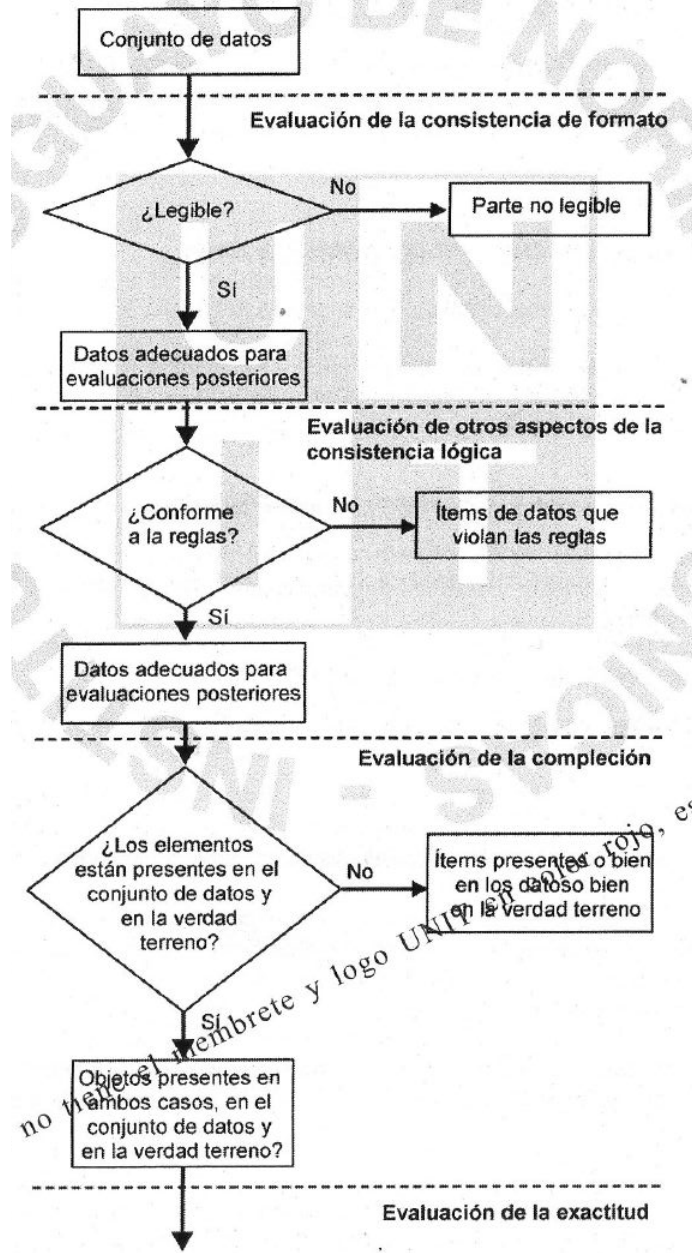 Conjunto de datos
Evaluación de la consistencia de formato
¿Legible?
No
Parte no legible
Sí
Datos adecuados para
evaluaciones posteriores
Evaluación de otros aspectos de la
consistencia lógica
¿Conforme
a la reglas?
No
Ítems de datos que
violan las reglas
Sí
Datos adecuados para
evaluaciones posteriores
Evaluación de la compleción
¿Los elementos
están presentes en el
conjunto de datos y
en la verdad
terreno?
No
Ítems presentes o bien
en los datoso bien
en la verdad terreno
Sí
Objetos presentes en
ambos casos, en el
conjunto de datos y
en la verdad terreno?
Evaluación de la exactitud
no tiene el membrete y logo UNIT en color rojo, es
UNIT